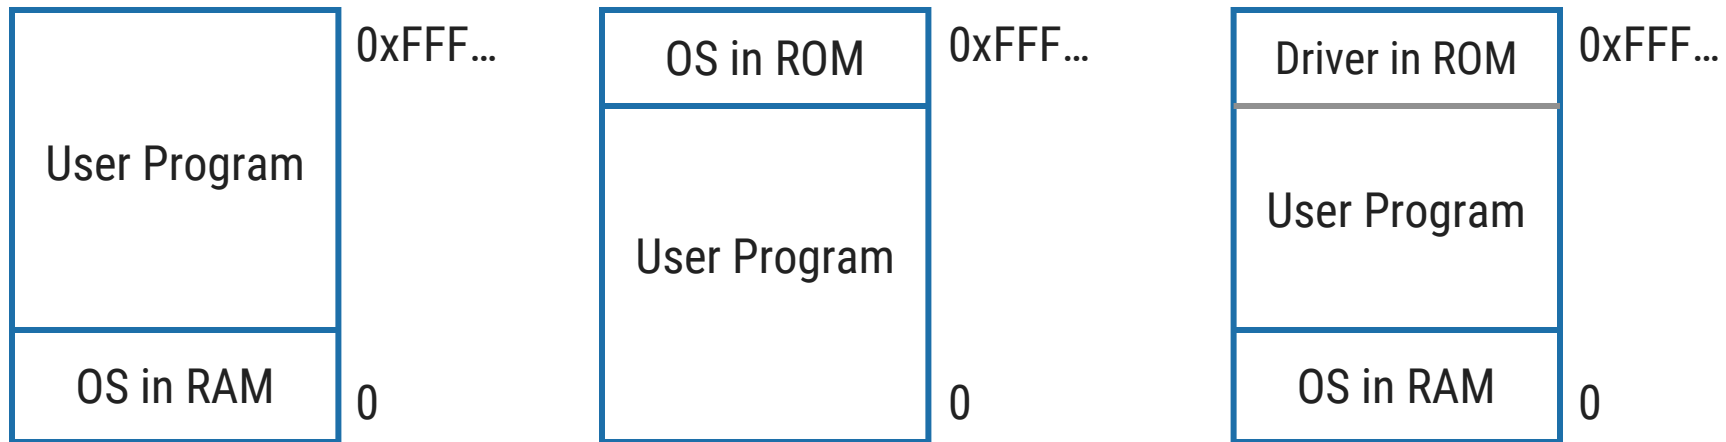 User Program
OS in RAM
0xFFF…
0
OS in ROM
User Program
0xFFF…
0
Driver in ROM
User Program
OS in RAM
0xFFF…
0